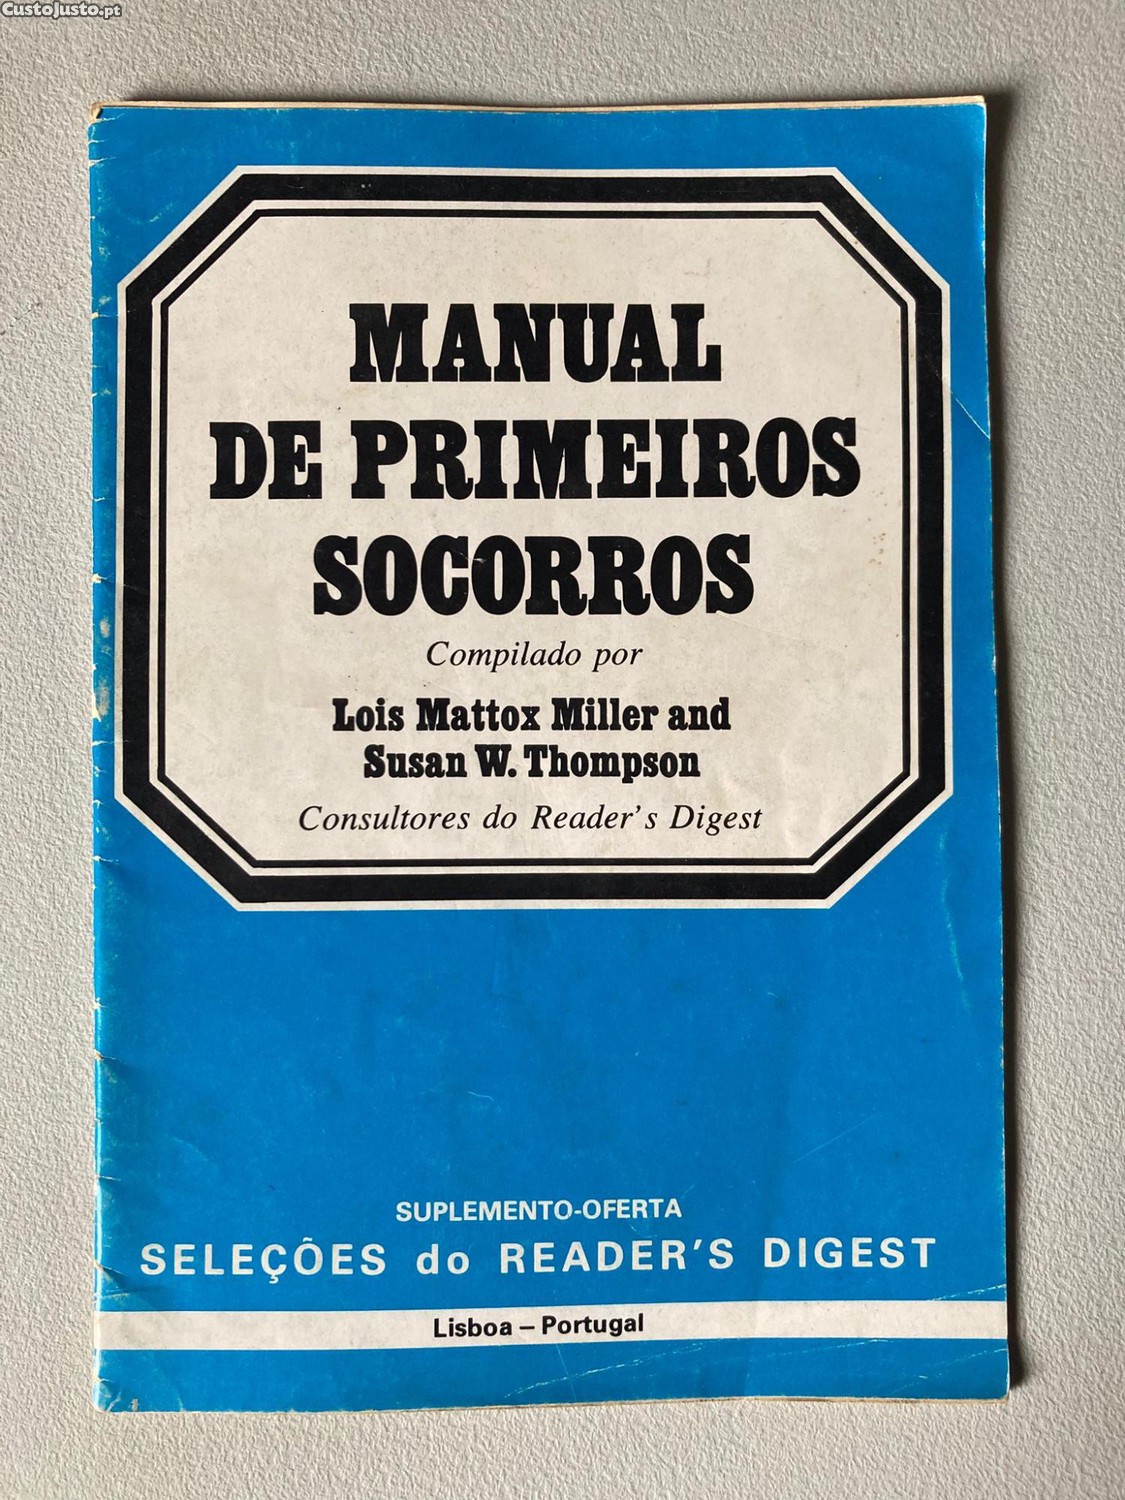 CustoJusto.pt
MANUAL
DE PRIMEIROS
SOCORROS
Compilado por
Lois Mattox Miller and
Susan W. Thompson
Consultores do Reader's Digest
SUPLEMENTO-OFERTA
SELEÇÕES do READER'S DIGEST
Lisboa – Portugal